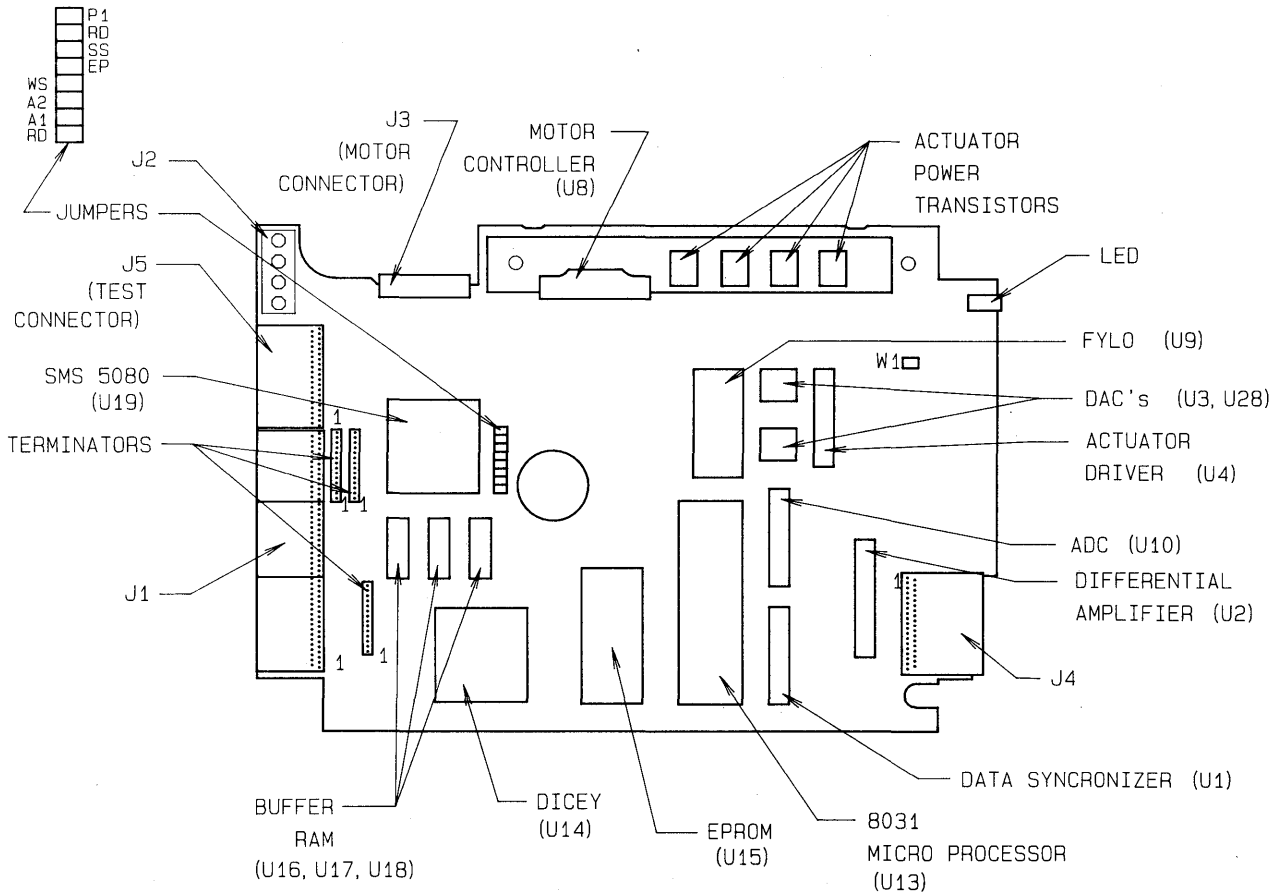 P1
RD
SS
EP
WS
A2
A1
RD
J2
JUMPERS
J3
(MOTOR
CONNECTOR)
MOTOR
CONTROLLER
(U8)
ACTUATOR
POWER
TRANSISTORS
LED
J5
(TEST
CONNECTOR)
SMS 5080
(U19)
TERMINATORS
J1
W1
FYLO (U9)
DAC's (U3, U28)
ACTUATOR
DRIVER (U4)
ADC (U10)
DIFFERENTIAL
AMPLIFIER (U2)
J4
1
1
1
1
1
1
DATA SYNCRONIZER (U1)
BUFFER
RAM
(U16, U17, U18)
DICEY
(U14)
EPROM
(U15)
8031
MICRO PROCESSOR
(U13)